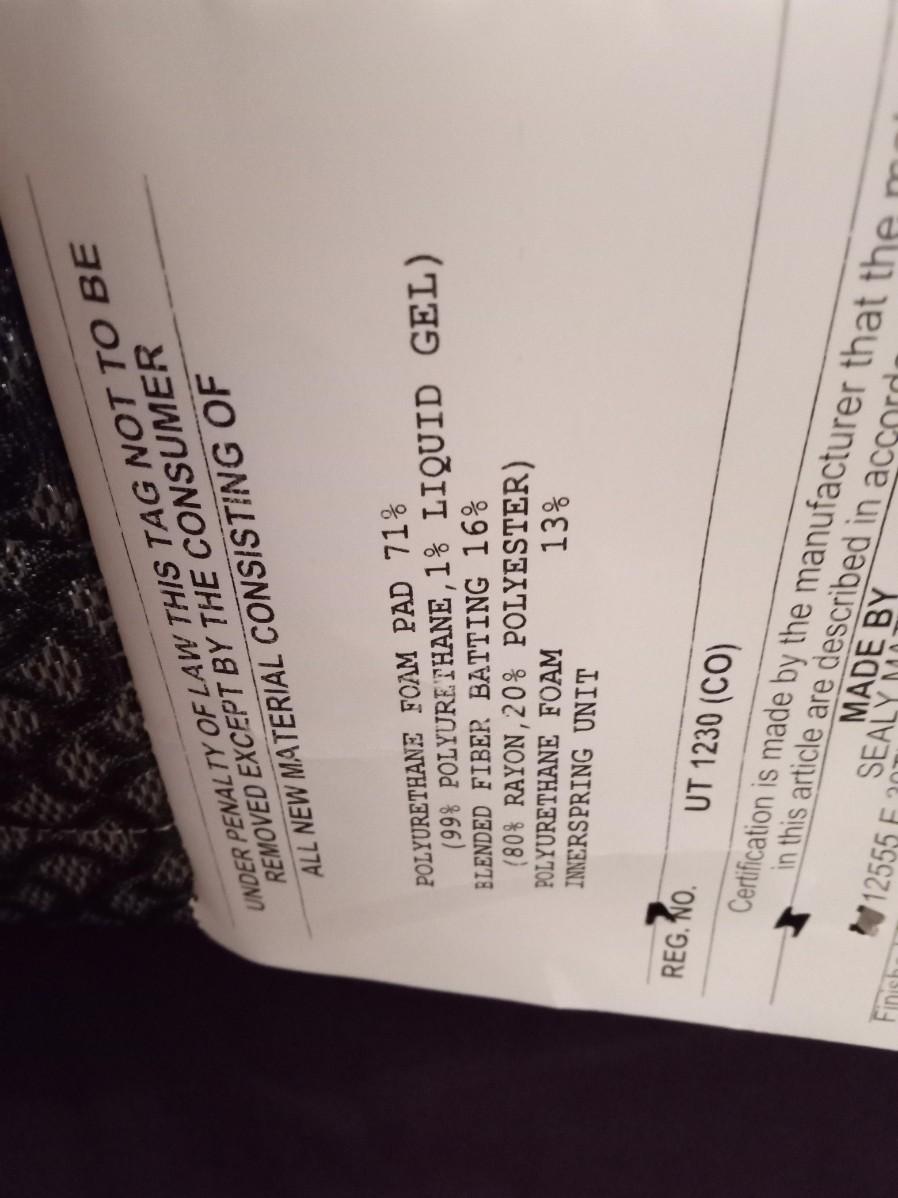 UNDER PENALTY OF LAW THIS TAG NOT TO BE
REMOVED EXCEPT BY THE CONSUMER
ALL NEW MATERIAL CONSISTING OF
POLYURETHANE FOAM PAD 71%
(99% POLYURETHANE,1% LIQUID GEL)
BLENDED FIBER BATTING 16%
(80% RAYON,20% POLYESTER)
POLYURETHANE FOAM 13%
INNERSPRING UNIT
REG. NO. UT 1230 (CO)
Certification is made by the manufacturer that the
in this article are described in
MADE BY
SEALY
12555 E